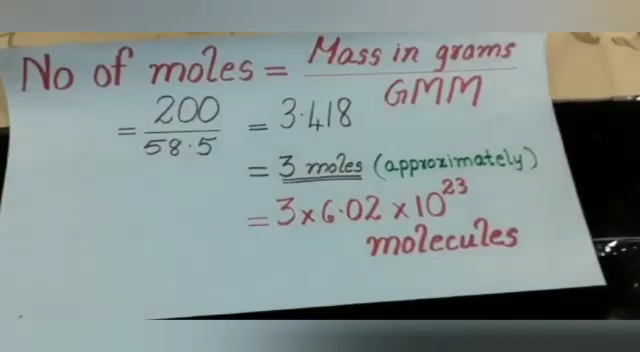 No of moles = Mass in grams / GMM
= 200 / 58.5 = 3.418
= 3 moles (approximately)
= 3 x 6.02 x 10^23
molecules